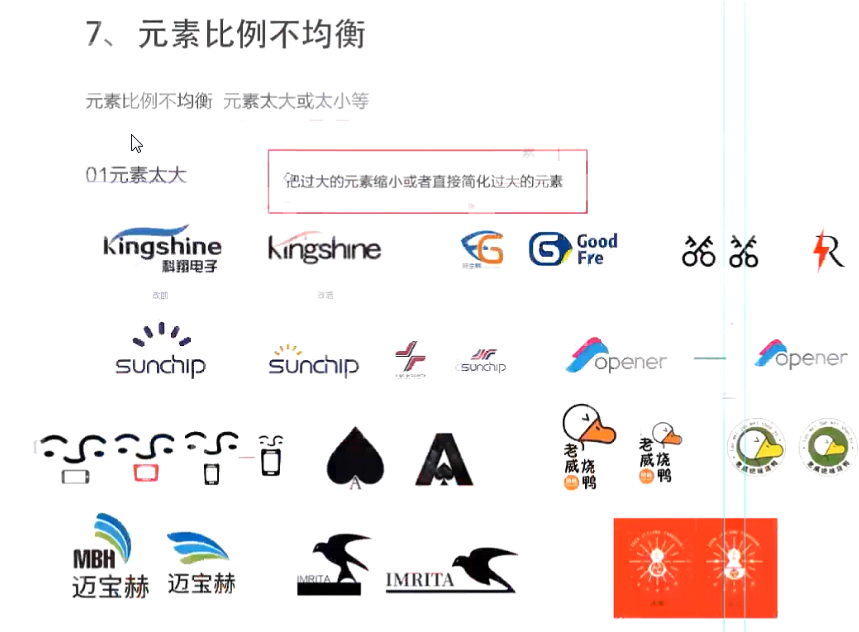 7、元素比例不均衡
元素比例不均衡 元素太大或太小等
01元素太大
把过大的元素缩小或者直接简化过大的元素
kingshine
科翔电子
kingshine
G
G Good
Fre
R
改前
改后
sunchip
sunchip
sunchip
opener
opener
A
A
老威
烧鸭
老威
烧鸭
MBH
迈宝赫
迈宝赫
IMRITA
IMRITA